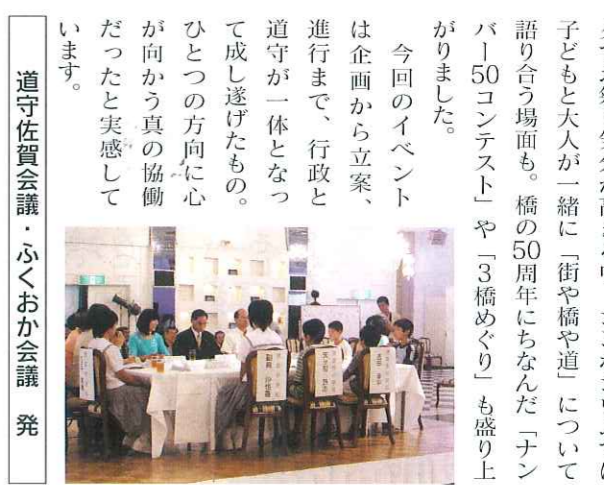 子どもと大人が一緒に「街や橋や道」について
語り合う場面も。橋の50周年にちなんだ「ナン
バー50コンテスト」や「3橋めぐり」も盛り上
がりました。
今回のイベント
は企画から立案、
進行まで、行政と
道守が一体となっ
て成し遂げたもの。
ひとつの方向に心
が向かう真の協働
だったと実感して
います。
道守佐賀会議・ふくおか会議 発